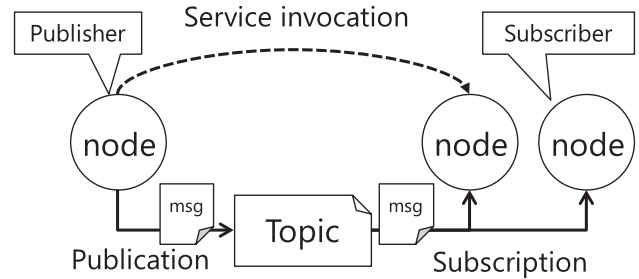 Service invocation
Publisher
Subscriber
node
node
node
msg
Topic
msg
Publication
Subscription